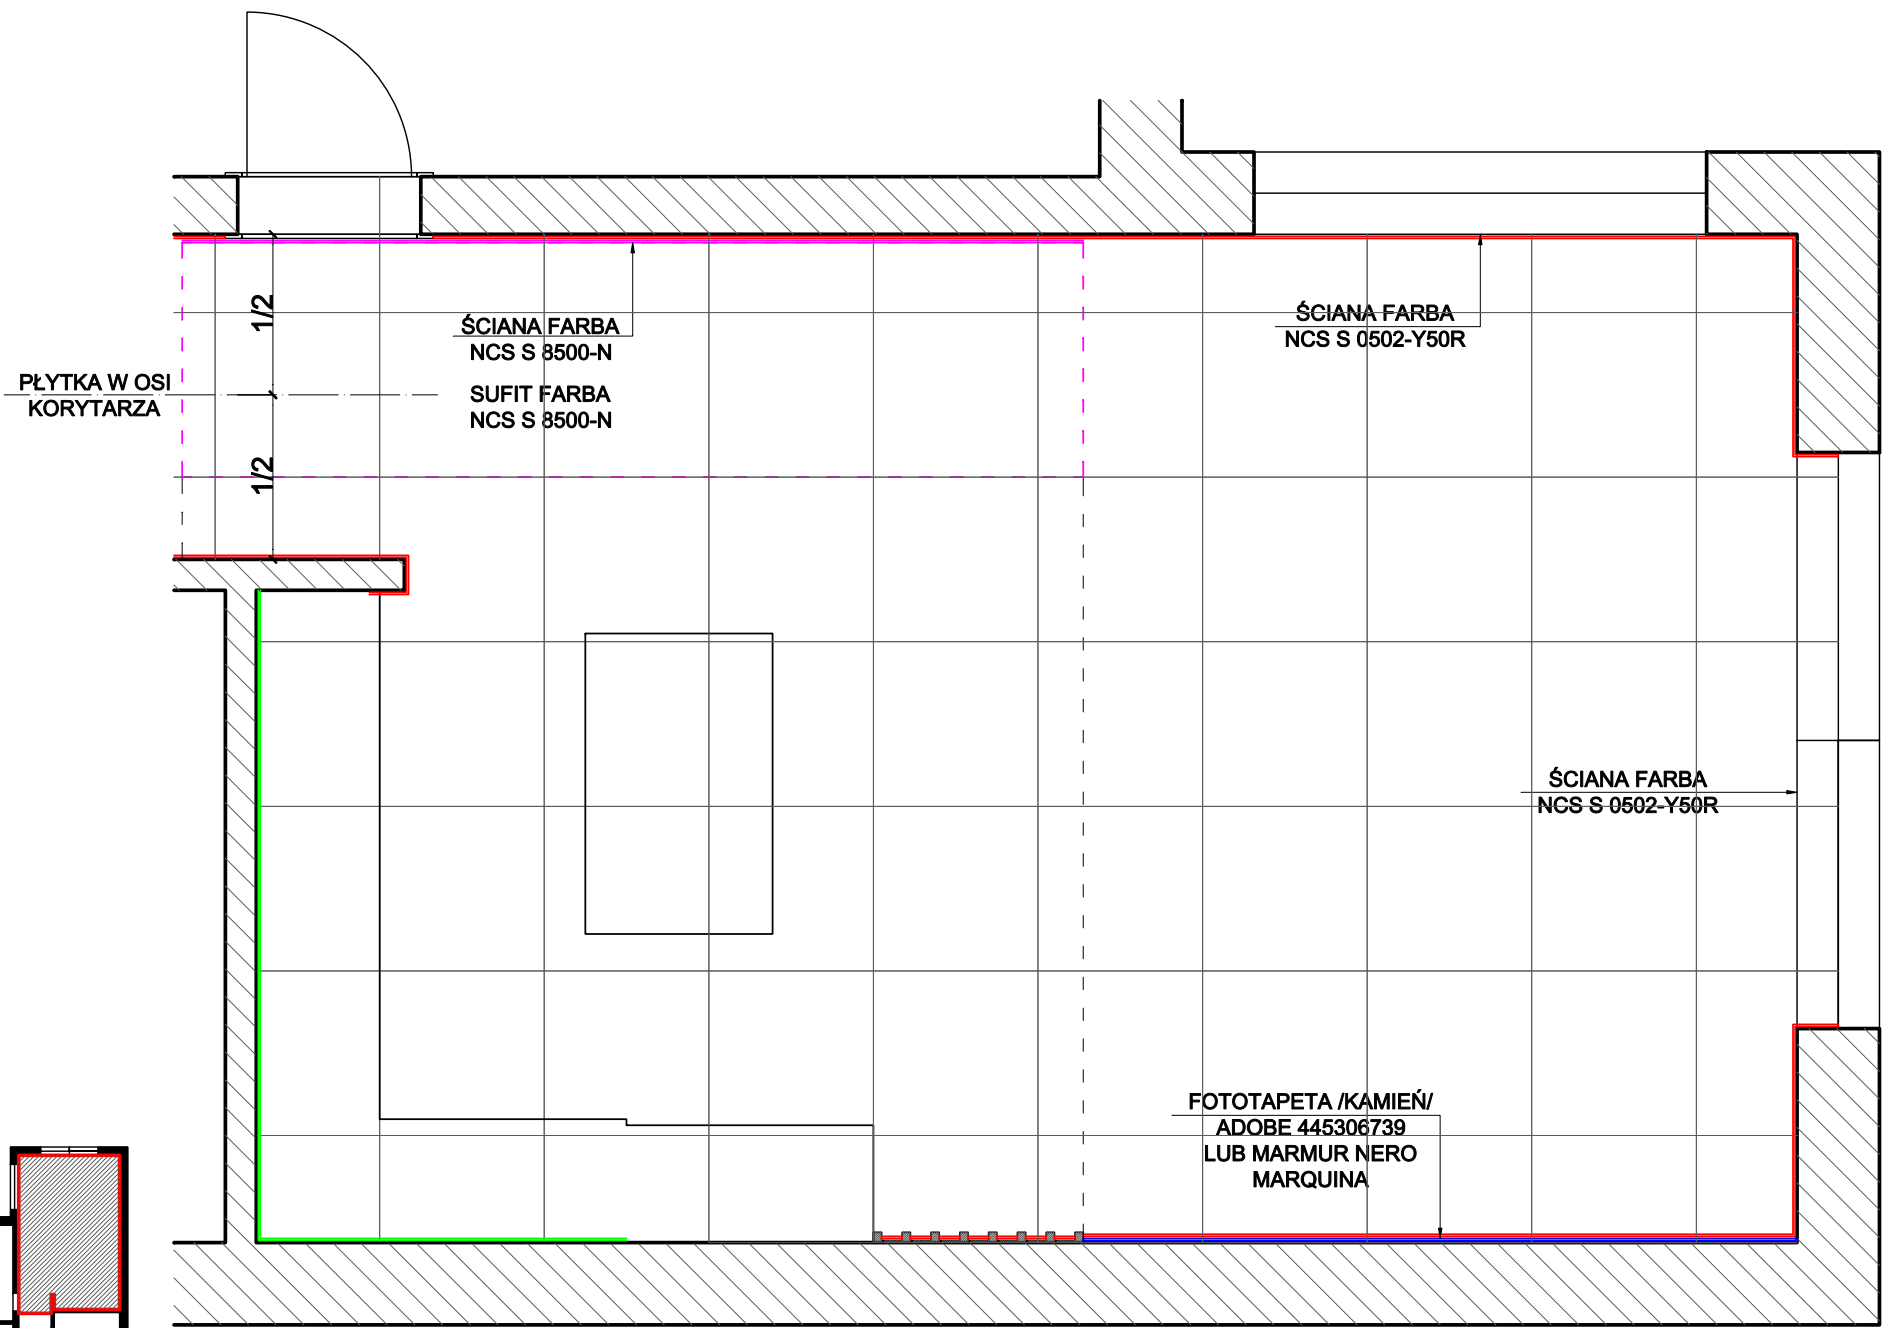 1/2
ŚCIANA FARBA
NCS S 8500-N
ŚCIANA FARBA
NCS S 0502-Y50R
PŁYTKA W OSI
KORYTARZA
SUFIT FARBA
NCS S 8500-N
1/2
ŚCIANA FARBA
NCS S 0502-Y50R
FOTOTAPETA /KAMIEŃ/
ADOBE 445306739
LUB MARMUR NERO
MARQUINA